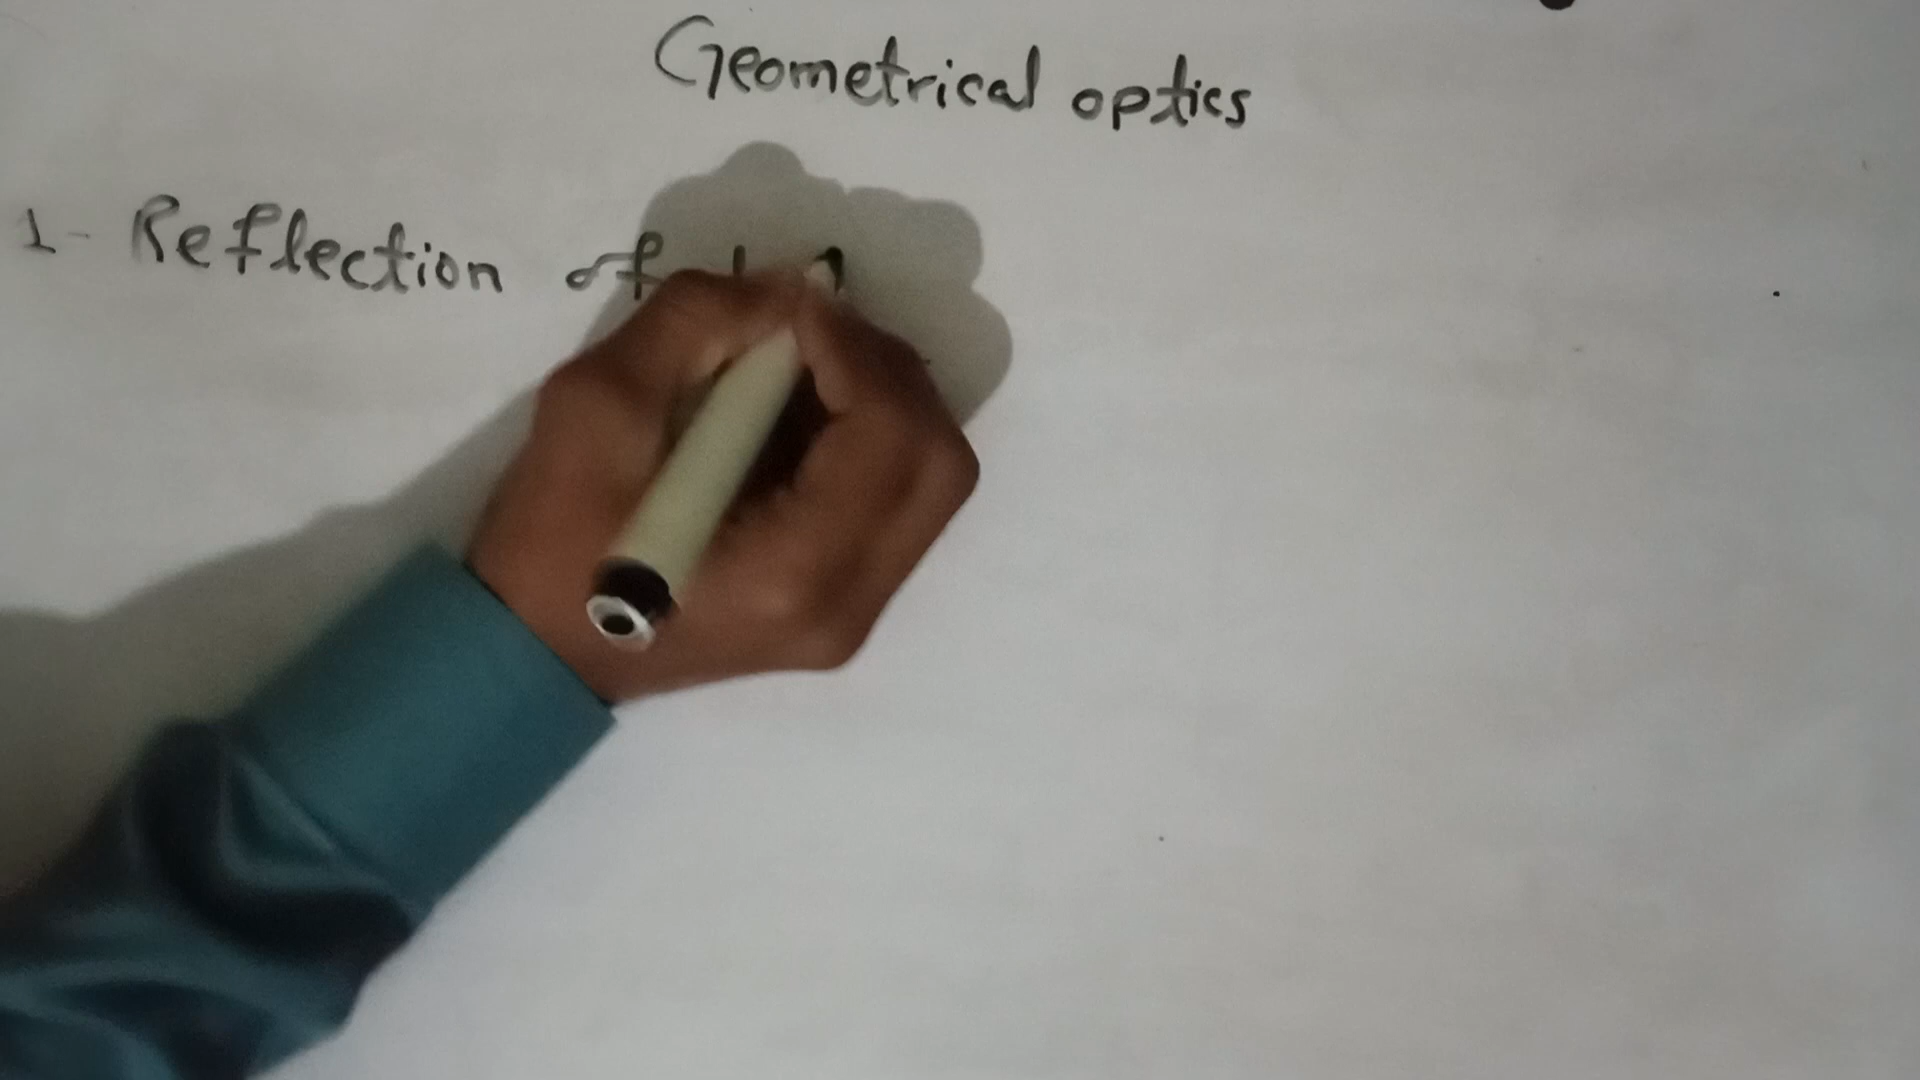 Geometrical optics
1- Reflection of